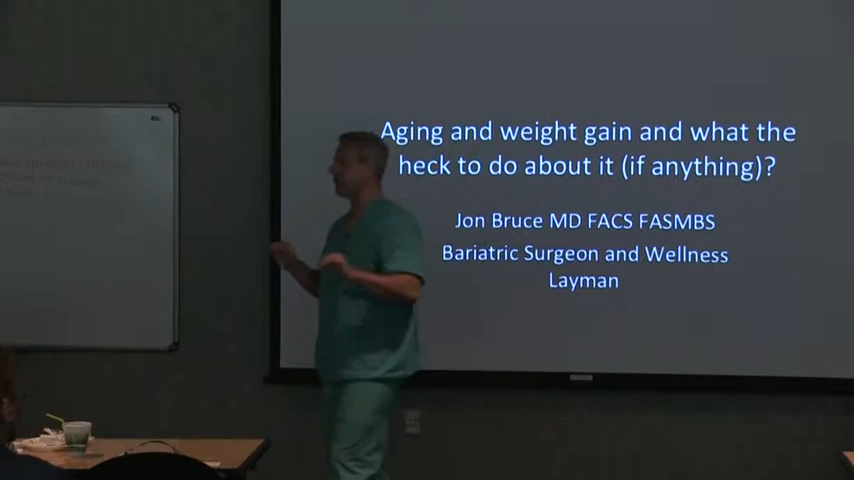 Aging and weight gain and what the
heck to do about it (if anything)?
Jon Bruce MD FACS FASMBS
Bariatric Surgeon and Wellness
Layman